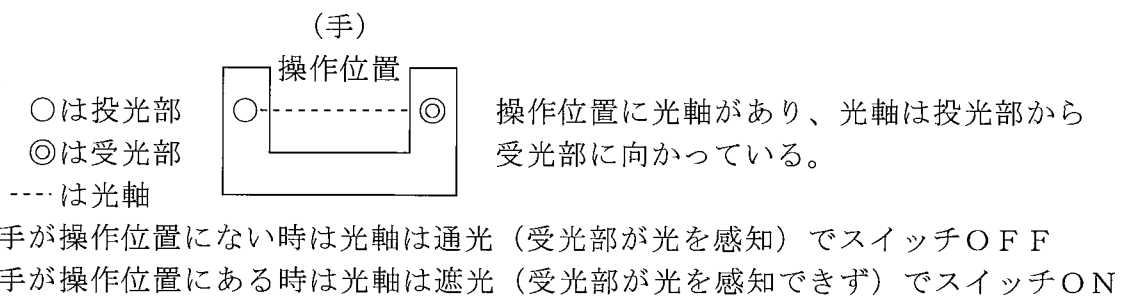 (手)
操作位置
○は投光部
◎は受光部
----は光軸
○ ◎
操作位置に光軸があり、光軸は投光部から
受光部に向かっている。
手が操作位置にない時は光軸は通光（受光部が光を感知）でスイッチＯＦＦ
手が操作位置にある時は光軸は遮光（受光部が光を感知できず）でスイッチＯＮ